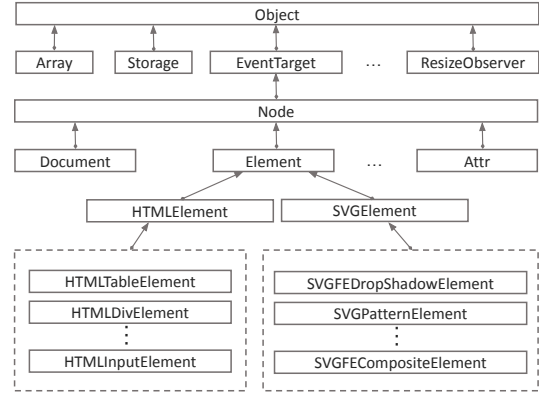 Object
Array
Storage
EventTarget
...
ResizeObserver
Node
Document
Element
...
Attr
HTMLElement
SVGElement
HTMLTableElement
HTMLDivElement
HTMLInputElement
SVGFEDropShadowElement
SVGPatternElement
SVGFECompositeElement